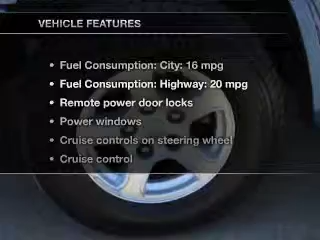 VEHICLE FEATURES
• Fuel Consumption: City: 16 mpg
• Fuel Consumption: Highway: 20 mpg
• Remote power door locks
• Power windows
• Cruise controls on steering wheel
• Cruise control